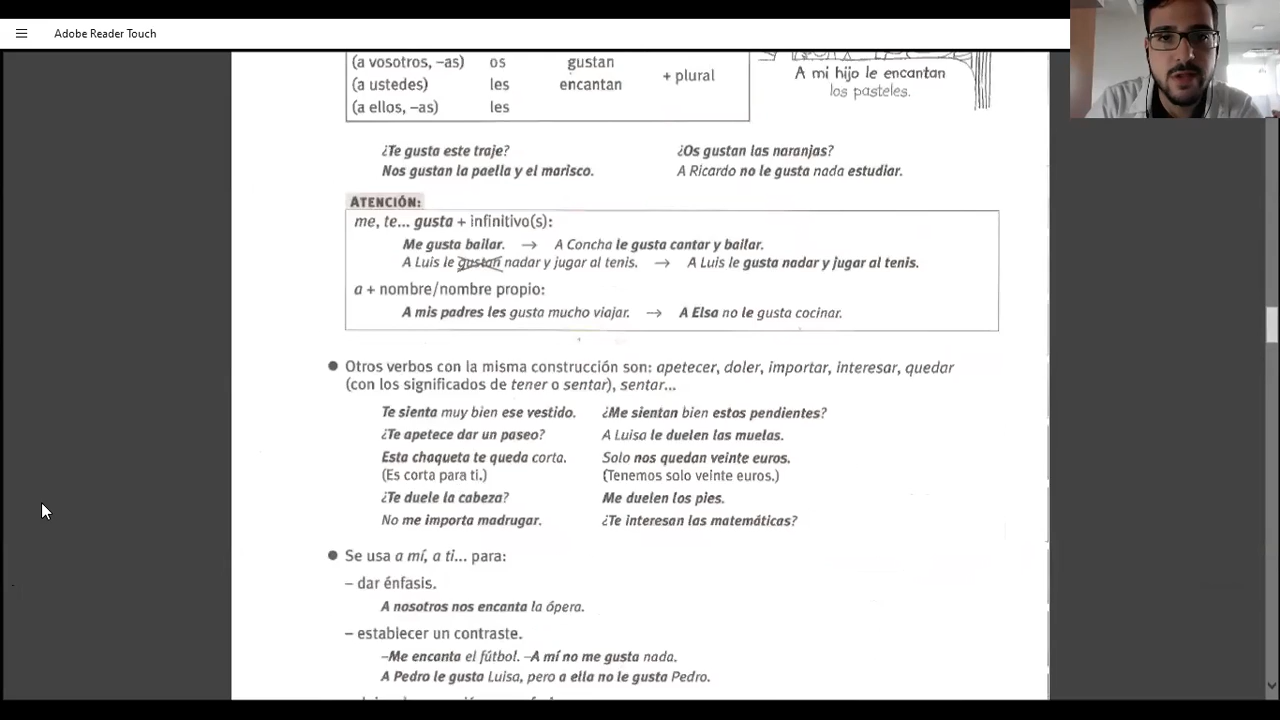 Adobe Reader Touch
(a vosotros, –as) os gustan
(a ustedes) les encantan + plural
(a ellos, –as) les
A mi hijo le encantan
los pasteles.
¿Te gusta este traje? ¿Os gustan las naranjas?
Nos gustan la paella y el marisco. A Ricardo no le gusta nada estudiar.
ATENCIÓN:
me, te... gusta + infinitivo(s):
Me gusta bailar. → A Concha le gusta cantar y bailar.
A Luis le gustan nadar y jugar al tenis. → A Luis le gusta nadar y jugar al tenis.
a + nombre/nombre propio:
A mis padres les gusta mucho viajar. → A Elsa no le gusta cocinar.
● Otros verbos con la misma construcción son: apetecer, doler, importar, interesar, quedar
(con los significados de tener o sentar), sentar...
Te sienta muy bien ese vestido. ¿Me sientan bien estos pendientes?
¿Te apetece dar un paseo? A Luisa le duelen las muelas.
Esta chaqueta te queda corta. Solo nos quedan veinte euros.
(Es corta para ti.) (Tenemos solo veinte euros.)
¿Te duele la cabeza? Me duelen los pies.
No me importa madrugar. ¿Te interesan las matemáticas?
● Se usa a mí, a ti... para:
– dar énfasis.
A nosotros nos encanta la ópera.
– establecer un contraste.
–Me encanta el fútbol. –A mí no me gusta nada.
A Pedro le gusta Luisa, pero a ella no le gusta Pedro.